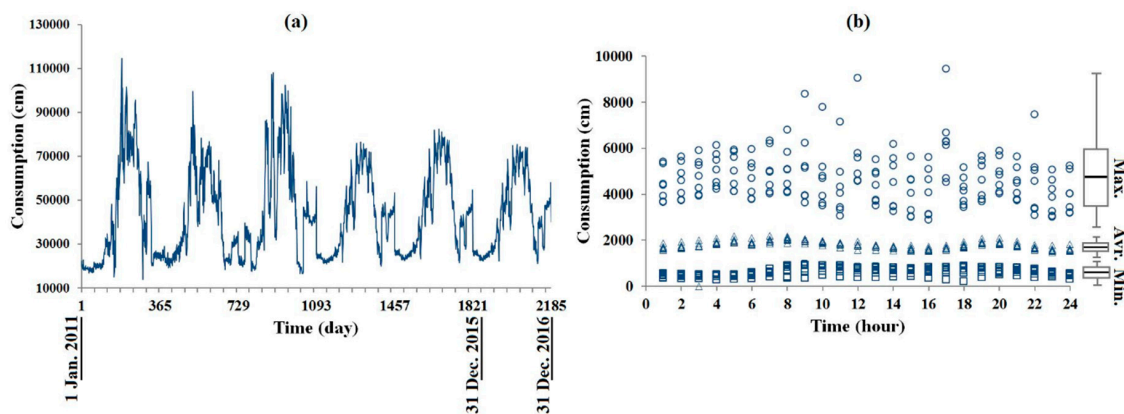 (a)
Consumption (cm)
130000
110000
90000
70000
50000
30000
10000
1 365 729 1093 1457 1821 2185
Time (day)
1 Jan. 2011
31 Dec. 2015
31 Dec. 2016
(b)
Consumption (cm)
10000
8000
6000
4000
2000
0
0 2 4 6 8 10 12 14 16 18 20 22 24
Time (hour)
Max.
Avr.
Min.